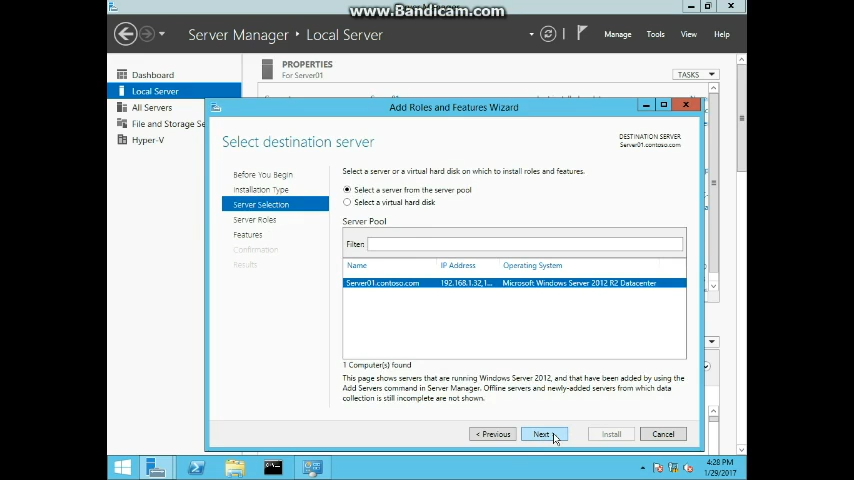 www.Bandicam.com
Server Manager • Local Server
Manage Tools View Help
Dashboard
Local Server
All Servers
File and Storage Se
Hyper-V
PROPERTIES
For Server01
TASKS
Add Roles and Features Wizard
Select destination server
DESTINATION SERVER
Server01.contoso.com
Before You Begin
Installation Type
Server Selection
Server Roles
Features
Confirmation
Results
Select a server or a virtual hard disk on which to install roles and features.
Select a server from the server pool
Select a virtual hard disk
Server Pool
Filter:
Name IP Address Operating System
Server01.contoso.com 192.168.1.32,1... Microsoft Windows Server 2012 R2 Datacenter
1 Computer(s) found
This page shows servers that are running Windows Server 2012, and that have been added by using the
Add Servers command in Server Manager. Offline servers and newly-added servers from which data
collection is still incomplete are not shown.
< Previous Next > Install Cancel
4:28 PM
1/29/2017